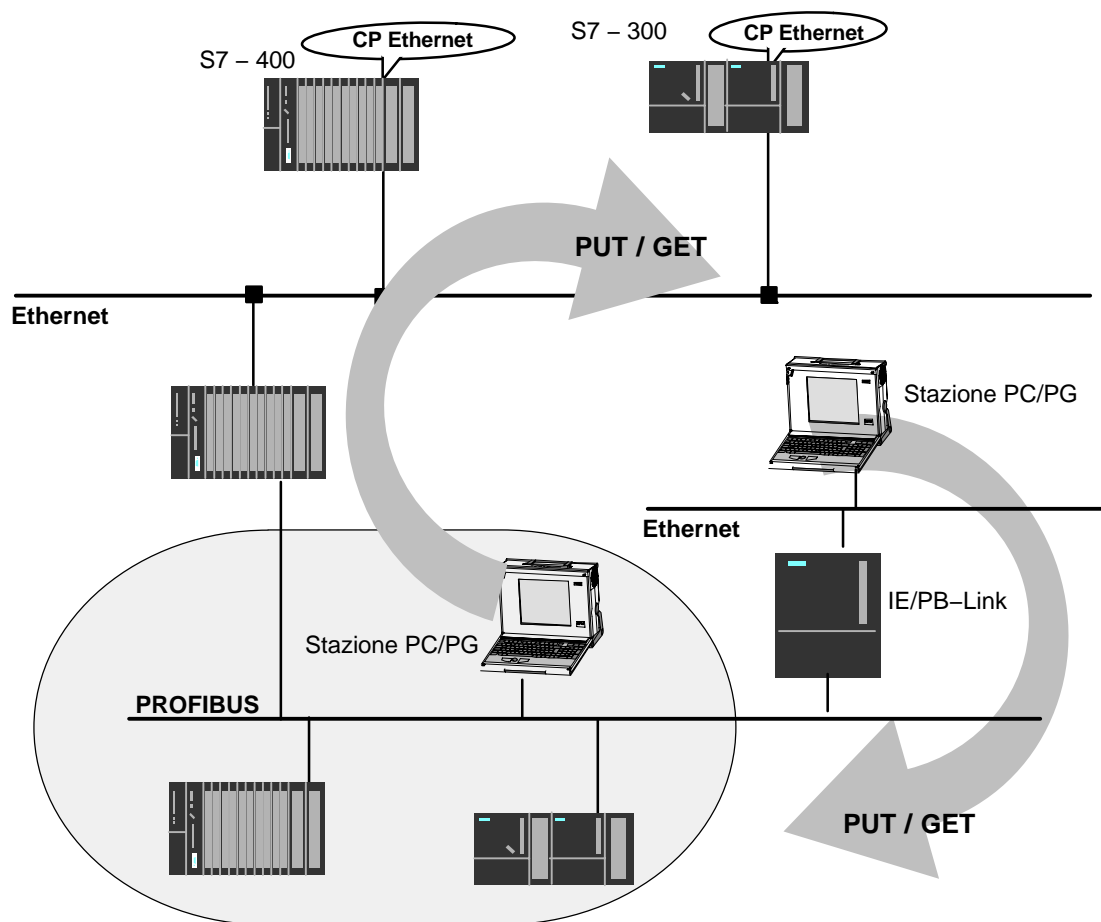 CP Ethernet
S7 – 400
S7 – 300
CP Ethernet
PUT / GET
Ethernet
Stazione PC/PG
Ethernet
IE/PB–Link
Stazione PC/PG
PROFIBUS
PUT / GET